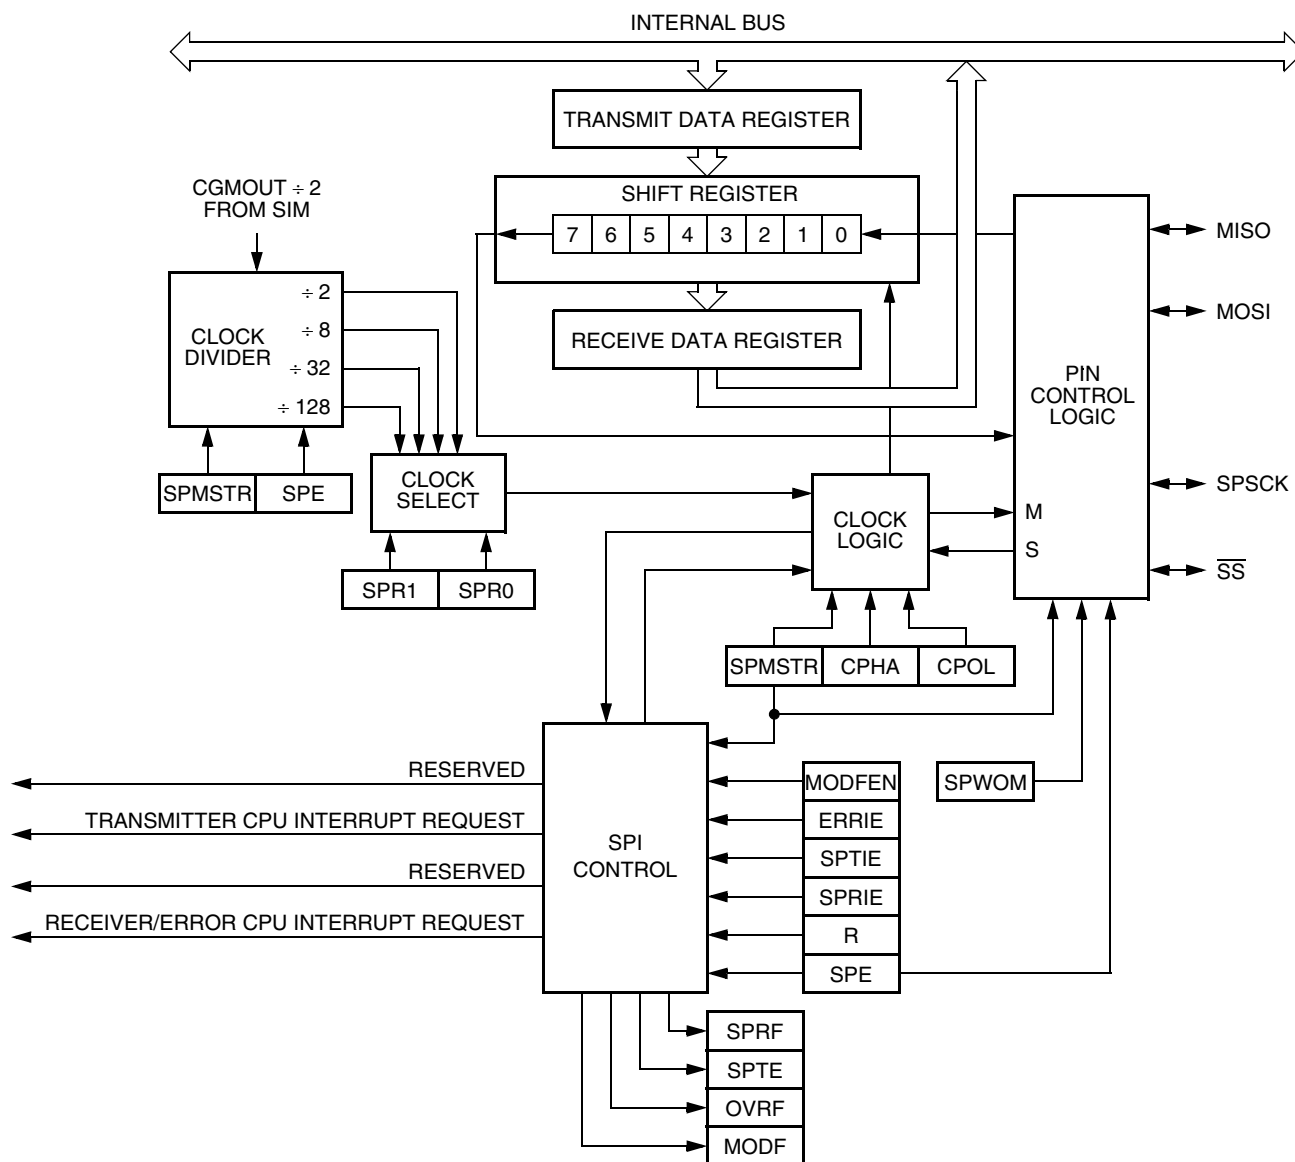 INTERNAL BUS
TRANSMIT DATA REGISTER
CGMOUT ÷ 2
FROM SIM
SHIFT REGISTER
7 6 5 4 3 2 1 0
MISO
÷ 2
÷ 8
÷ 32
÷ 128
CLOCK
DIVIDER
RECEIVE DATA REGISTER
MOSI
PIN
CONTROL
LOGIC
SPMSTR SPE
CLOCK
SELECT
SPSCK
CLOCK
LOGIC
M
S
SS
SPR1 SPR0
SPMSTR CPHA CPOL
RESERVED
TRANSMITTER CPU INTERRUPT REQUEST
RESERVED
RECEIVER/ERROR CPU INTERRUPT REQUEST
SPI
CONTROL
MODFEN
ERRIE
SPTIE
SPRIE
R
SPE
SPWOM
SPRF
SPTE
OVRF
MODF